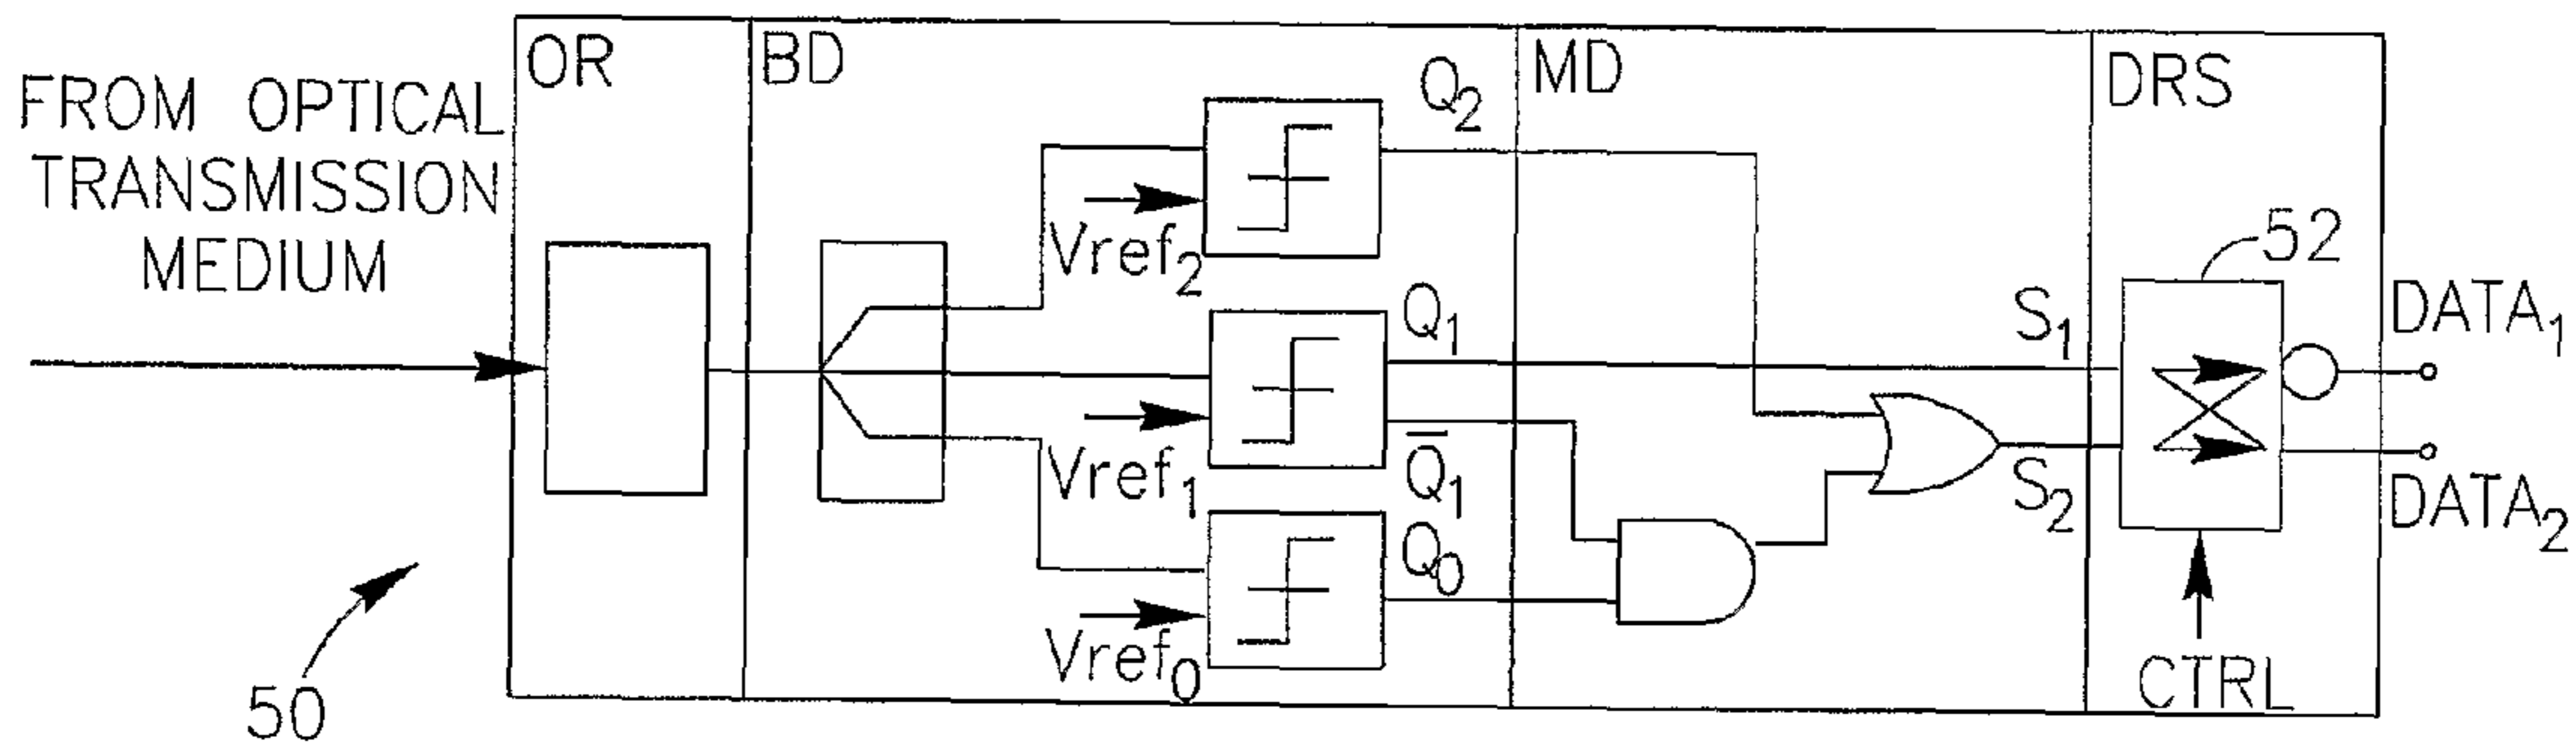 OR
BD
MD
DRS
FROM OPTICAL
TRANSMISSION
MEDIUM
Q₂
Vref₂
52
Q₁
S₁
DATA₁
Vref₁
Q̅₁
S₂
DATA₂
Q₀
Vref₀
CTRL
50